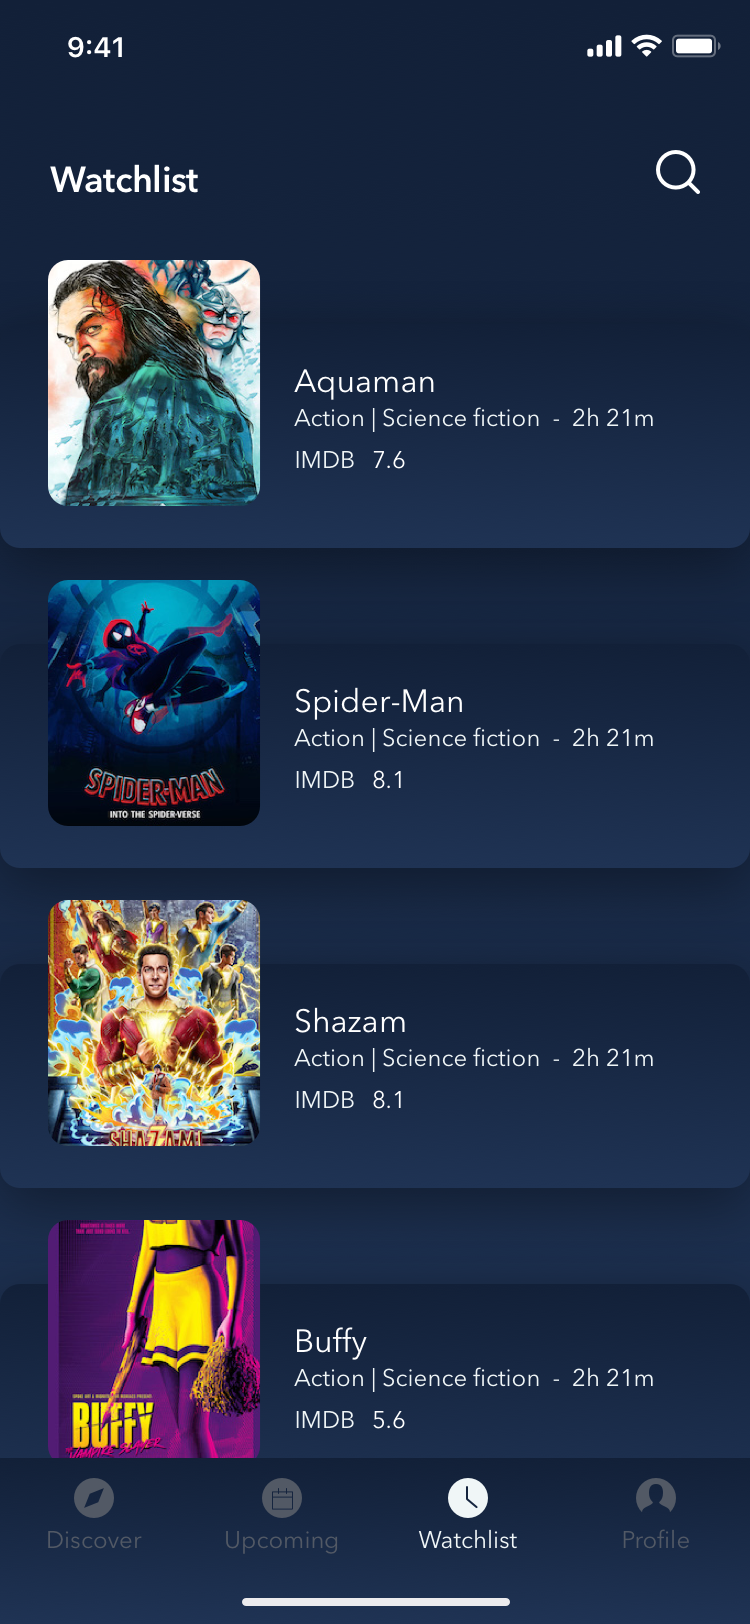 9:41
Watchlist
Aquaman
Action | Science fiction - 2h 21m
IMDB 7.6
SPIDER-MAN
INTO THE SPIDER-VERSE
Spider-Man
Action | Science fiction - 2h 21m
IMDB 8.1
SHAZAM!
Shazam
Action | Science fiction - 2h 21m
IMDB 8.1
Buffy
Action | Science fiction - 2h 21m
IMDB 5.6
BUFFY
VAMPIRE SLAYER
Discover
Upcoming
Watchlist
Profile